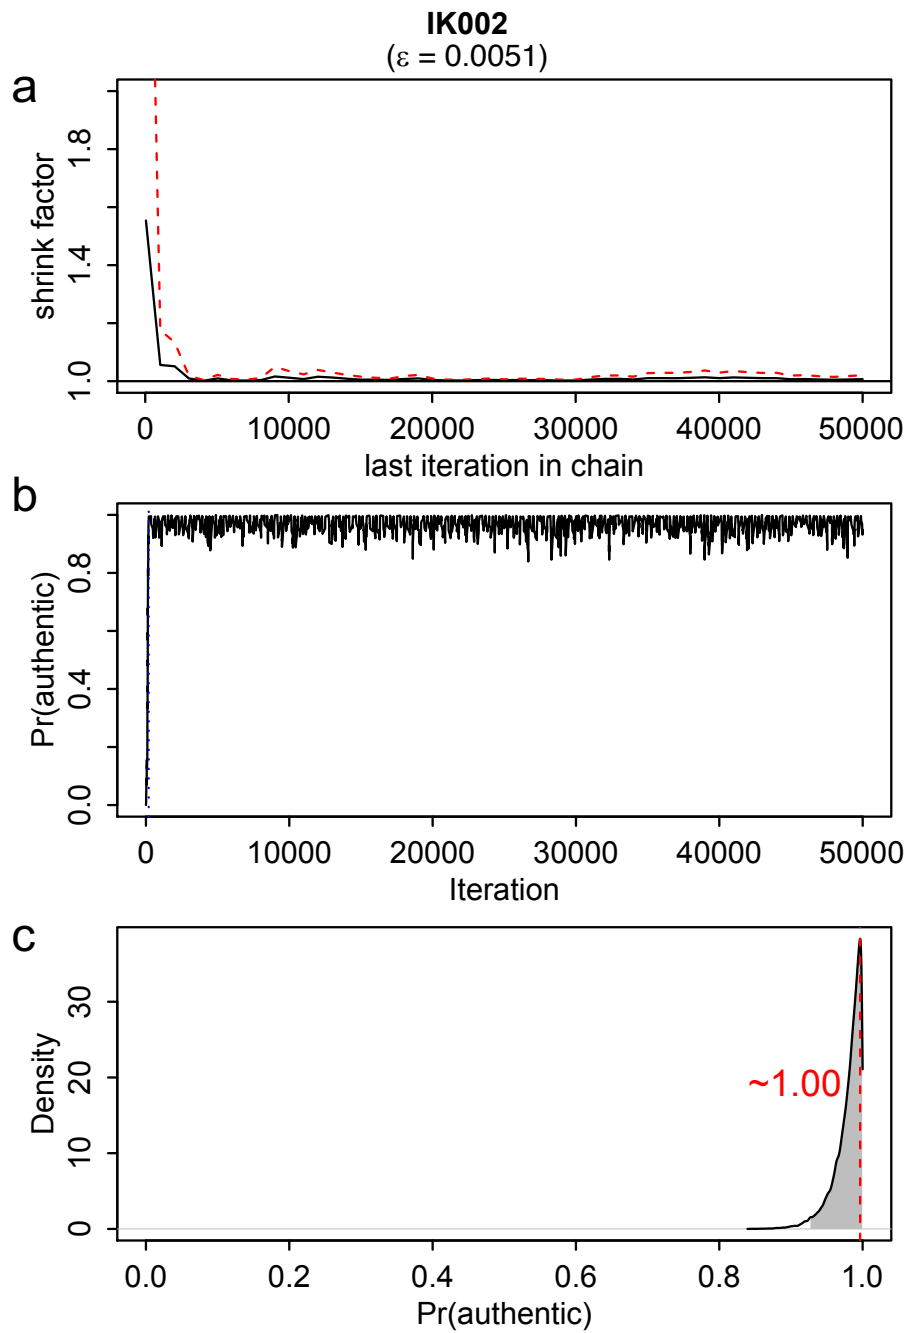 IK002
(ε = 0.0051)
a
shrink factor
1.0 1.4 1.8
0 10000 20000 30000 40000 50000
last iteration in chain
b
Pr(authentic)
0.0 0.4 0.8
0 10000 20000 30000 40000 50000
Iteration
c
Density
0 10 20 30
~1.00
0.0 0.2 0.4 0.6 0.8 1.0
Pr(authentic)